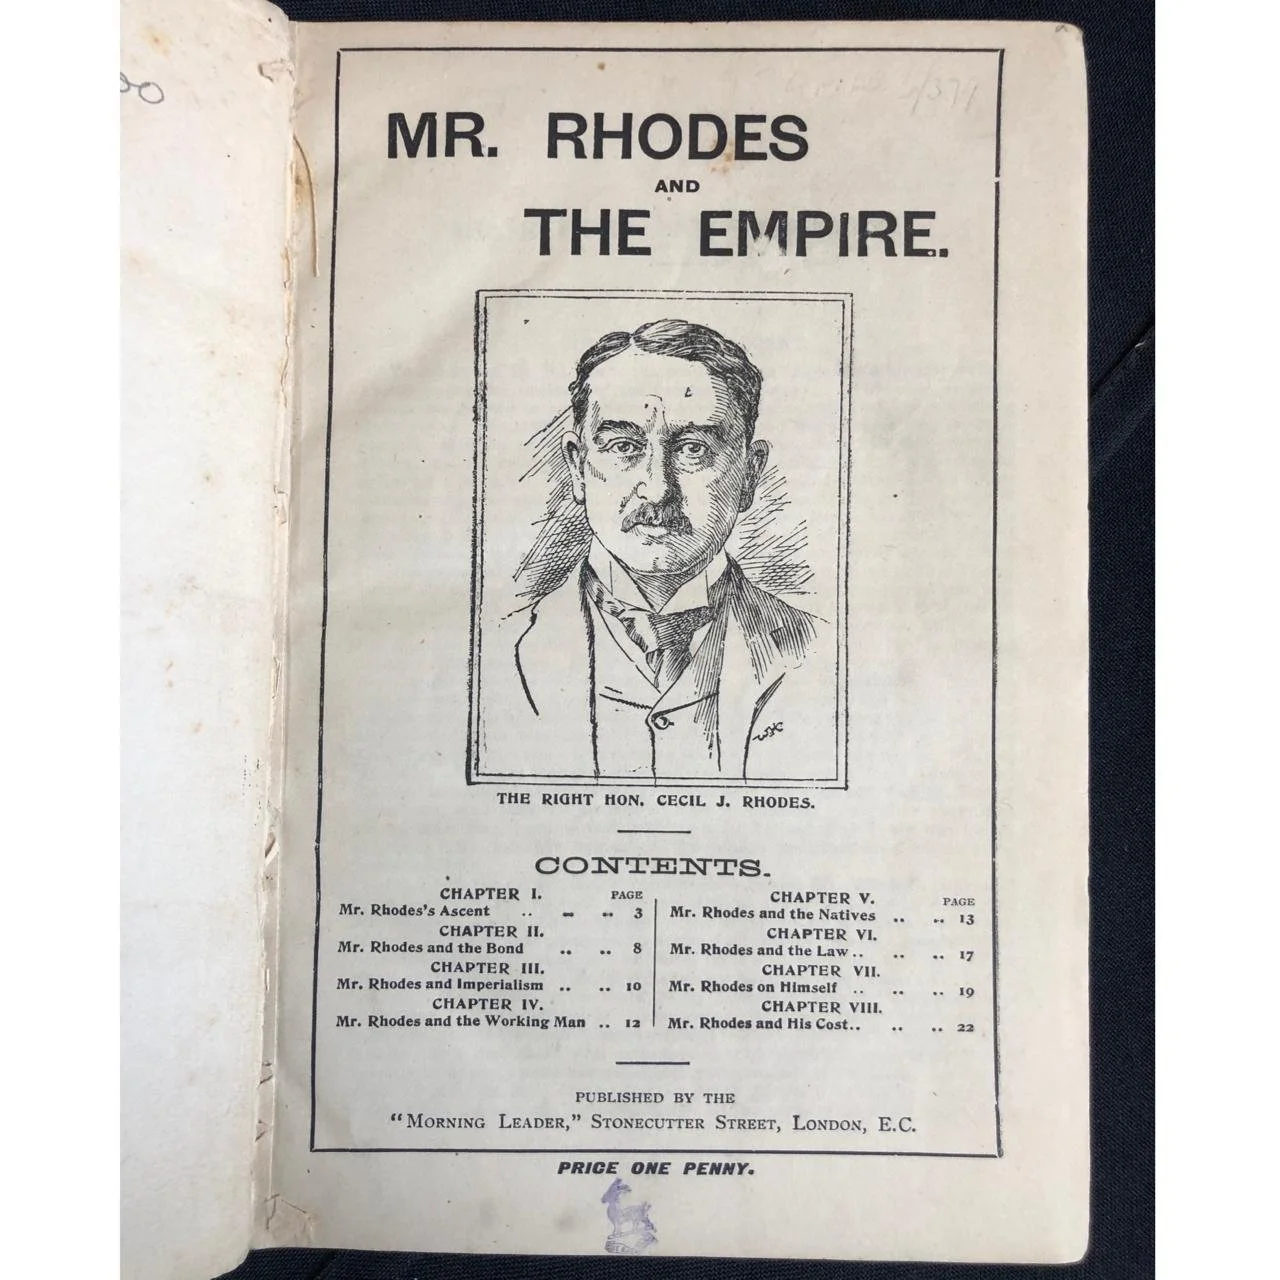 MR. RHODES
AND
THE EMPIRE.
THE RIGHT HON. CECIL J. RHODES.
CONTENTS.
CHAPTER I. PAGE
Mr. Rhodes's Ascent .. .. .. 3
CHAPTER II.
Mr. Rhodes and the Bond .. .. 8
CHAPTER III.
Mr. Rhodes and Imperialism .. .. 10
CHAPTER IV.
Mr. Rhodes and the Working Man .. 12
CHAPTER V. PAGE
Mr. Rhodes and the Natives .. .. 13
CHAPTER VI.
Mr. Rhodes and the Law .. .. .. 17
CHAPTER VII.
Mr. Rhodes on Himself .. .. .. 19
CHAPTER VIII.
Mr. Rhodes and His Cost .. .. .. 22
PUBLISHED BY THE
"MORNING LEADER," STONECUTTER STREET, LONDON, E.C.
PRICE ONE PENNY.